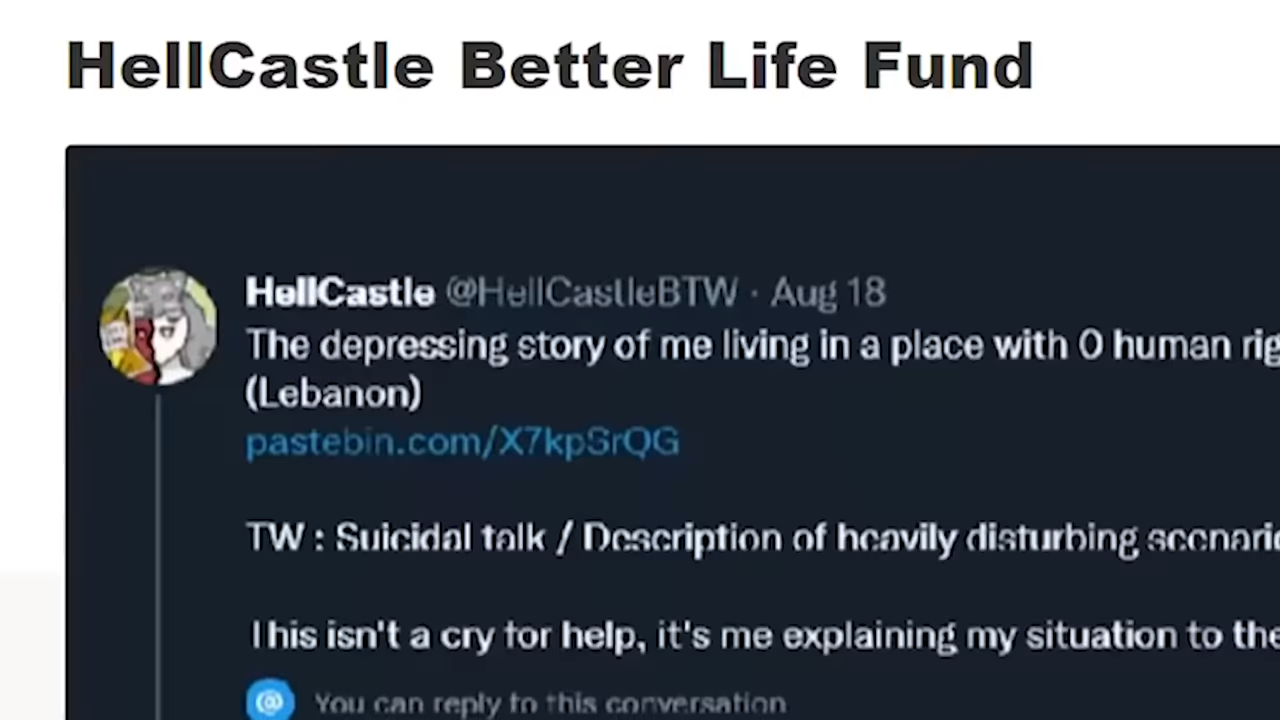 HellCastle Better Life Fund
HellCastle @HellCastleBTW · Aug 18
The depressing story of me living in a place with 0 human rig
(Lebanon)
pastebin.com/X7kpSrQG
TW : Suicidal talk / Description of heavily disturbing scenario
This isn't a cry for help, it's me explaining my situation to the
@ You can reply to this conversation